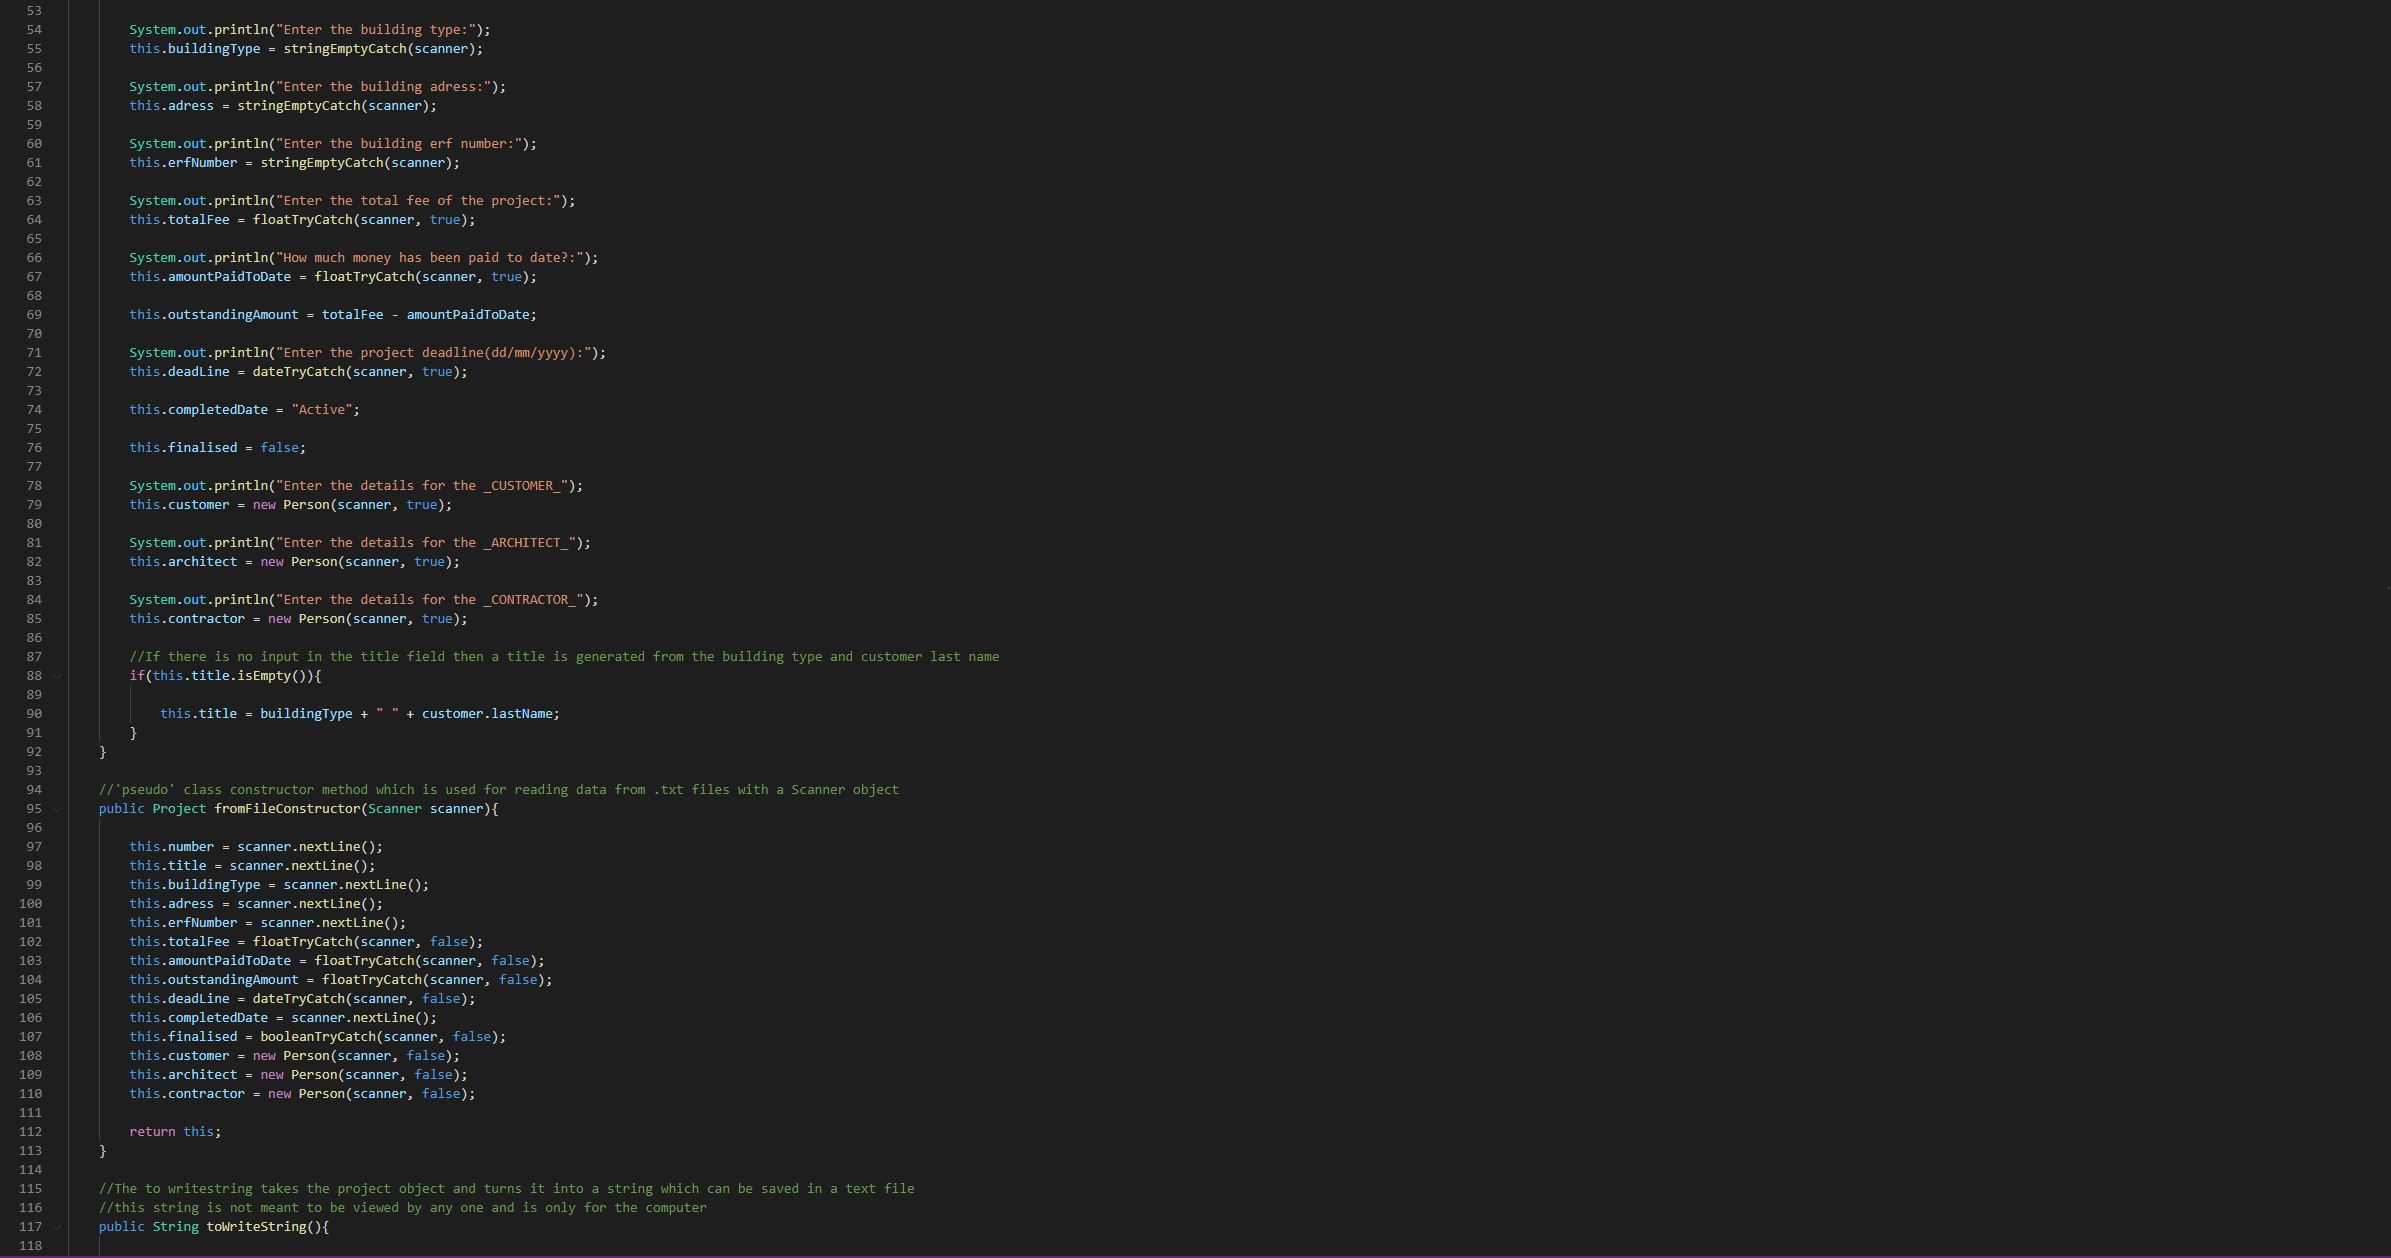 53
54 System.out.println("Enter the building type:");
55 this.buildingType = stringEmptyCatch(scanner);
56
57 System.out.println("Enter the building adress:");
58 this.adress = stringEmptyCatch(scanner);
59
60 System.out.println("Enter the building erf number:");
61 this.erfNumber = stringEmptyCatch(scanner);
62
63 System.out.println("Enter the total fee of the project:");
64 this.totalFee = floatTryCatch(scanner, true);
65
66 System.out.println("How much money has been paid to date?:");
67 this.amountPaidToDate = floatTryCatch(scanner, true);
68
69 this.outstandingAmount = totalFee - amountPaidToDate;
70
71 System.out.println("Enter the project deadline(dd/mm/yyyy):");
72 this.deadLine = dateTryCatch(scanner, true);
73
74 this.completedDate = "Active";
75
76 this.finalised = false;
77
78 System.out.println("Enter the details for the _CUSTOMER_");
79 this.customer = new Person(scanner, true);
80
81 System.out.println("Enter the details for the _ARCHITECT_");
82 this.architect = new Person(scanner, true);
83
84 System.out.println("Enter the details for the _CONTRACTOR_");
85 this.contractor = new Person(scanner, true);
86
87 //If there is no input in the title field then a title is generated from the building type and customer last name
88 if(this.title.isEmpty()){
89
90 this.title = buildingType + " " + customer.lastName;
91 }
92 }
93
94 //'pseudo' class constructor method which is used for reading data from .txt files with a Scanner object
95 public Project fromFileConstructor(Scanner scanner){
96
97 this.number = scanner.nextLine();
98 this.title = scanner.nextLine();
99 this.buildingType = scanner.nextLine();
100 this.adress = scanner.nextLine();
101 this.erfNumber = scanner.nextLine();
102 this.totalFee = floatTryCatch(scanner, false);
103 this.amountPaidToDate = floatTryCatch(scanner, false);
104 this.outstandingAmount = floatTryCatch(scanner, false);
105 this.deadLine = dateTryCatch(scanner, false);
106 this.completedDate = scanner.nextLine();
107 this.finalised = booleanTryCatch(scanner, false);
108 this.customer = new Person(scanner, false);
109 this.architect = new Person(scanner, false);
110 this.contractor = new Person(scanner, false);
111
112 return this;
113 }
114
115 //The to writestring takes the project object and turns it into a string which can be saved in a text file
116 //this string is not meant to be viewed by any one and is only for the computer
117 public String toWriteString(){
118